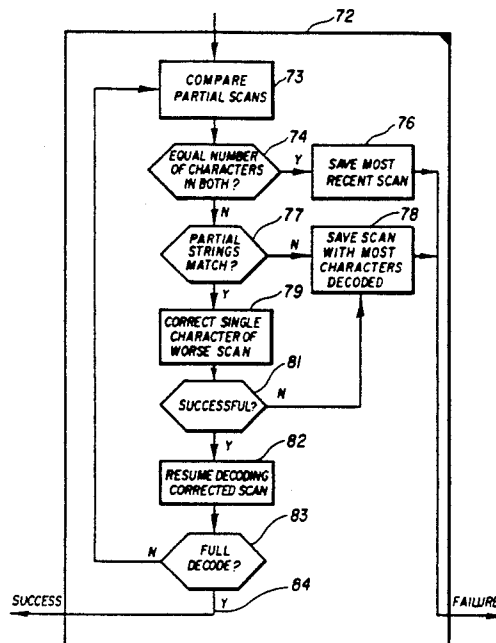 72
COMPARE
PARTIAL SCANS
73
74
EQUAL NUMBER
OF CHARACTERS
IN BOTH ?
Y
76
SAVE MOST
RECENT SCAN
N
77
PARTIAL
STRINGS
MATCH ?
N
78
SAVE SCAN
WITH MOST
CHARACTERS
DECODED
Y
79
CORRECT SINGLE
CHARACTER OF
WORSE SCAN
81
SUCCESSFUL?
N
Y
82
RESUME DECODING
CORRECTED SCAN
83
FULL
DECODE ?
N
84
Y
SUCCESS
FAILURE